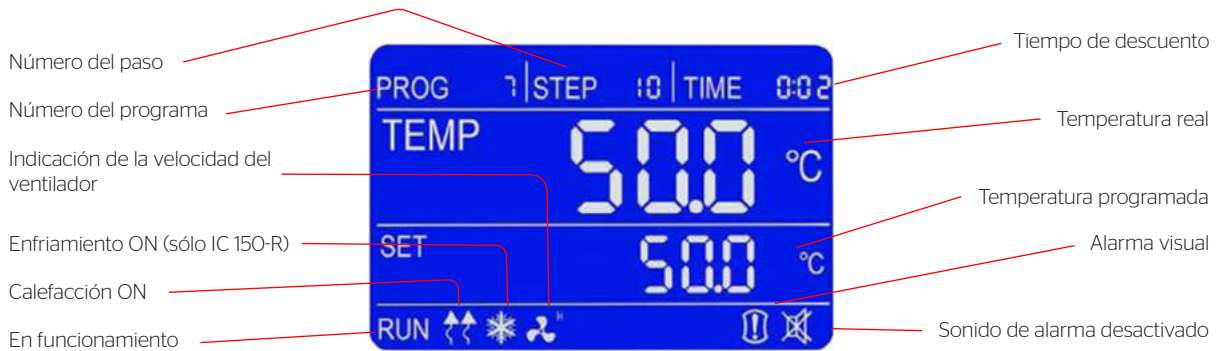 Número del paso
Número del programa
Indicación de la velocidad del
ventilador
Enfriamiento ON (sólo IC 150-R)
Calefacción ON
En funcionamiento
PROG 7 STEP 10 TIME 0:02
TEMP 50.0 °C
SET 50.0 °C
RUN H
Tiempo de descuento
Temperatura real
Temperatura programada
Alarma visual
Sonido de alarma desactivado